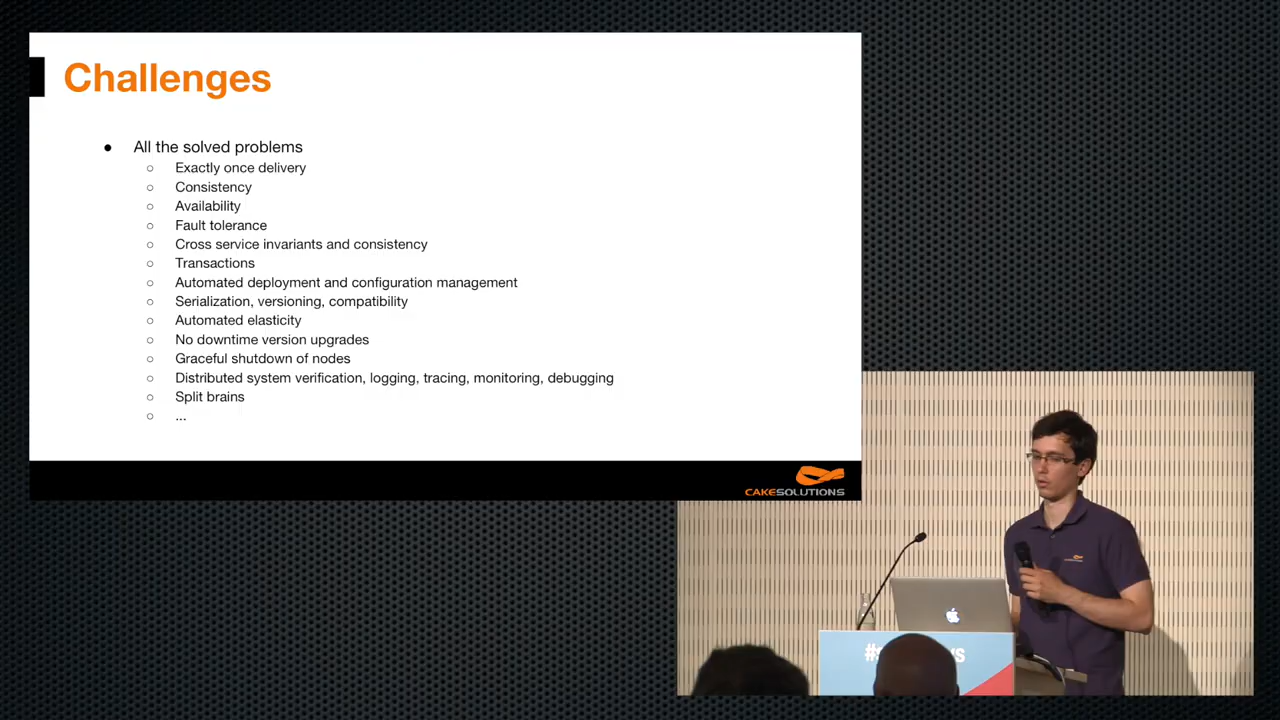 Challenges
● All the solved problems
○ Exactly once delivery
○ Consistency
○ Availability
○ Fault tolerance
○ Cross service invariants and consistency
○ Transactions
○ Automated deployment and configuration management
○ Serialization, versioning, compatibility
○ Automated elasticity
○ No downtime version upgrades
○ Graceful shutdown of nodes
○ Distributed system verification, logging, tracing, monitoring, debugging
○ Split brains
○ ...
CAKESOLUTIONS